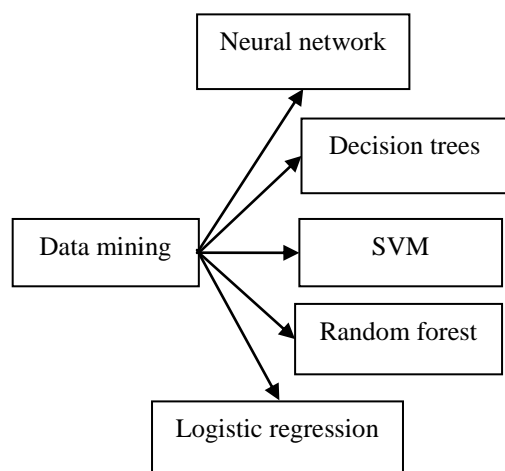 Neural network
Decision trees
Data mining
SVM
Random forest
Logistic regression